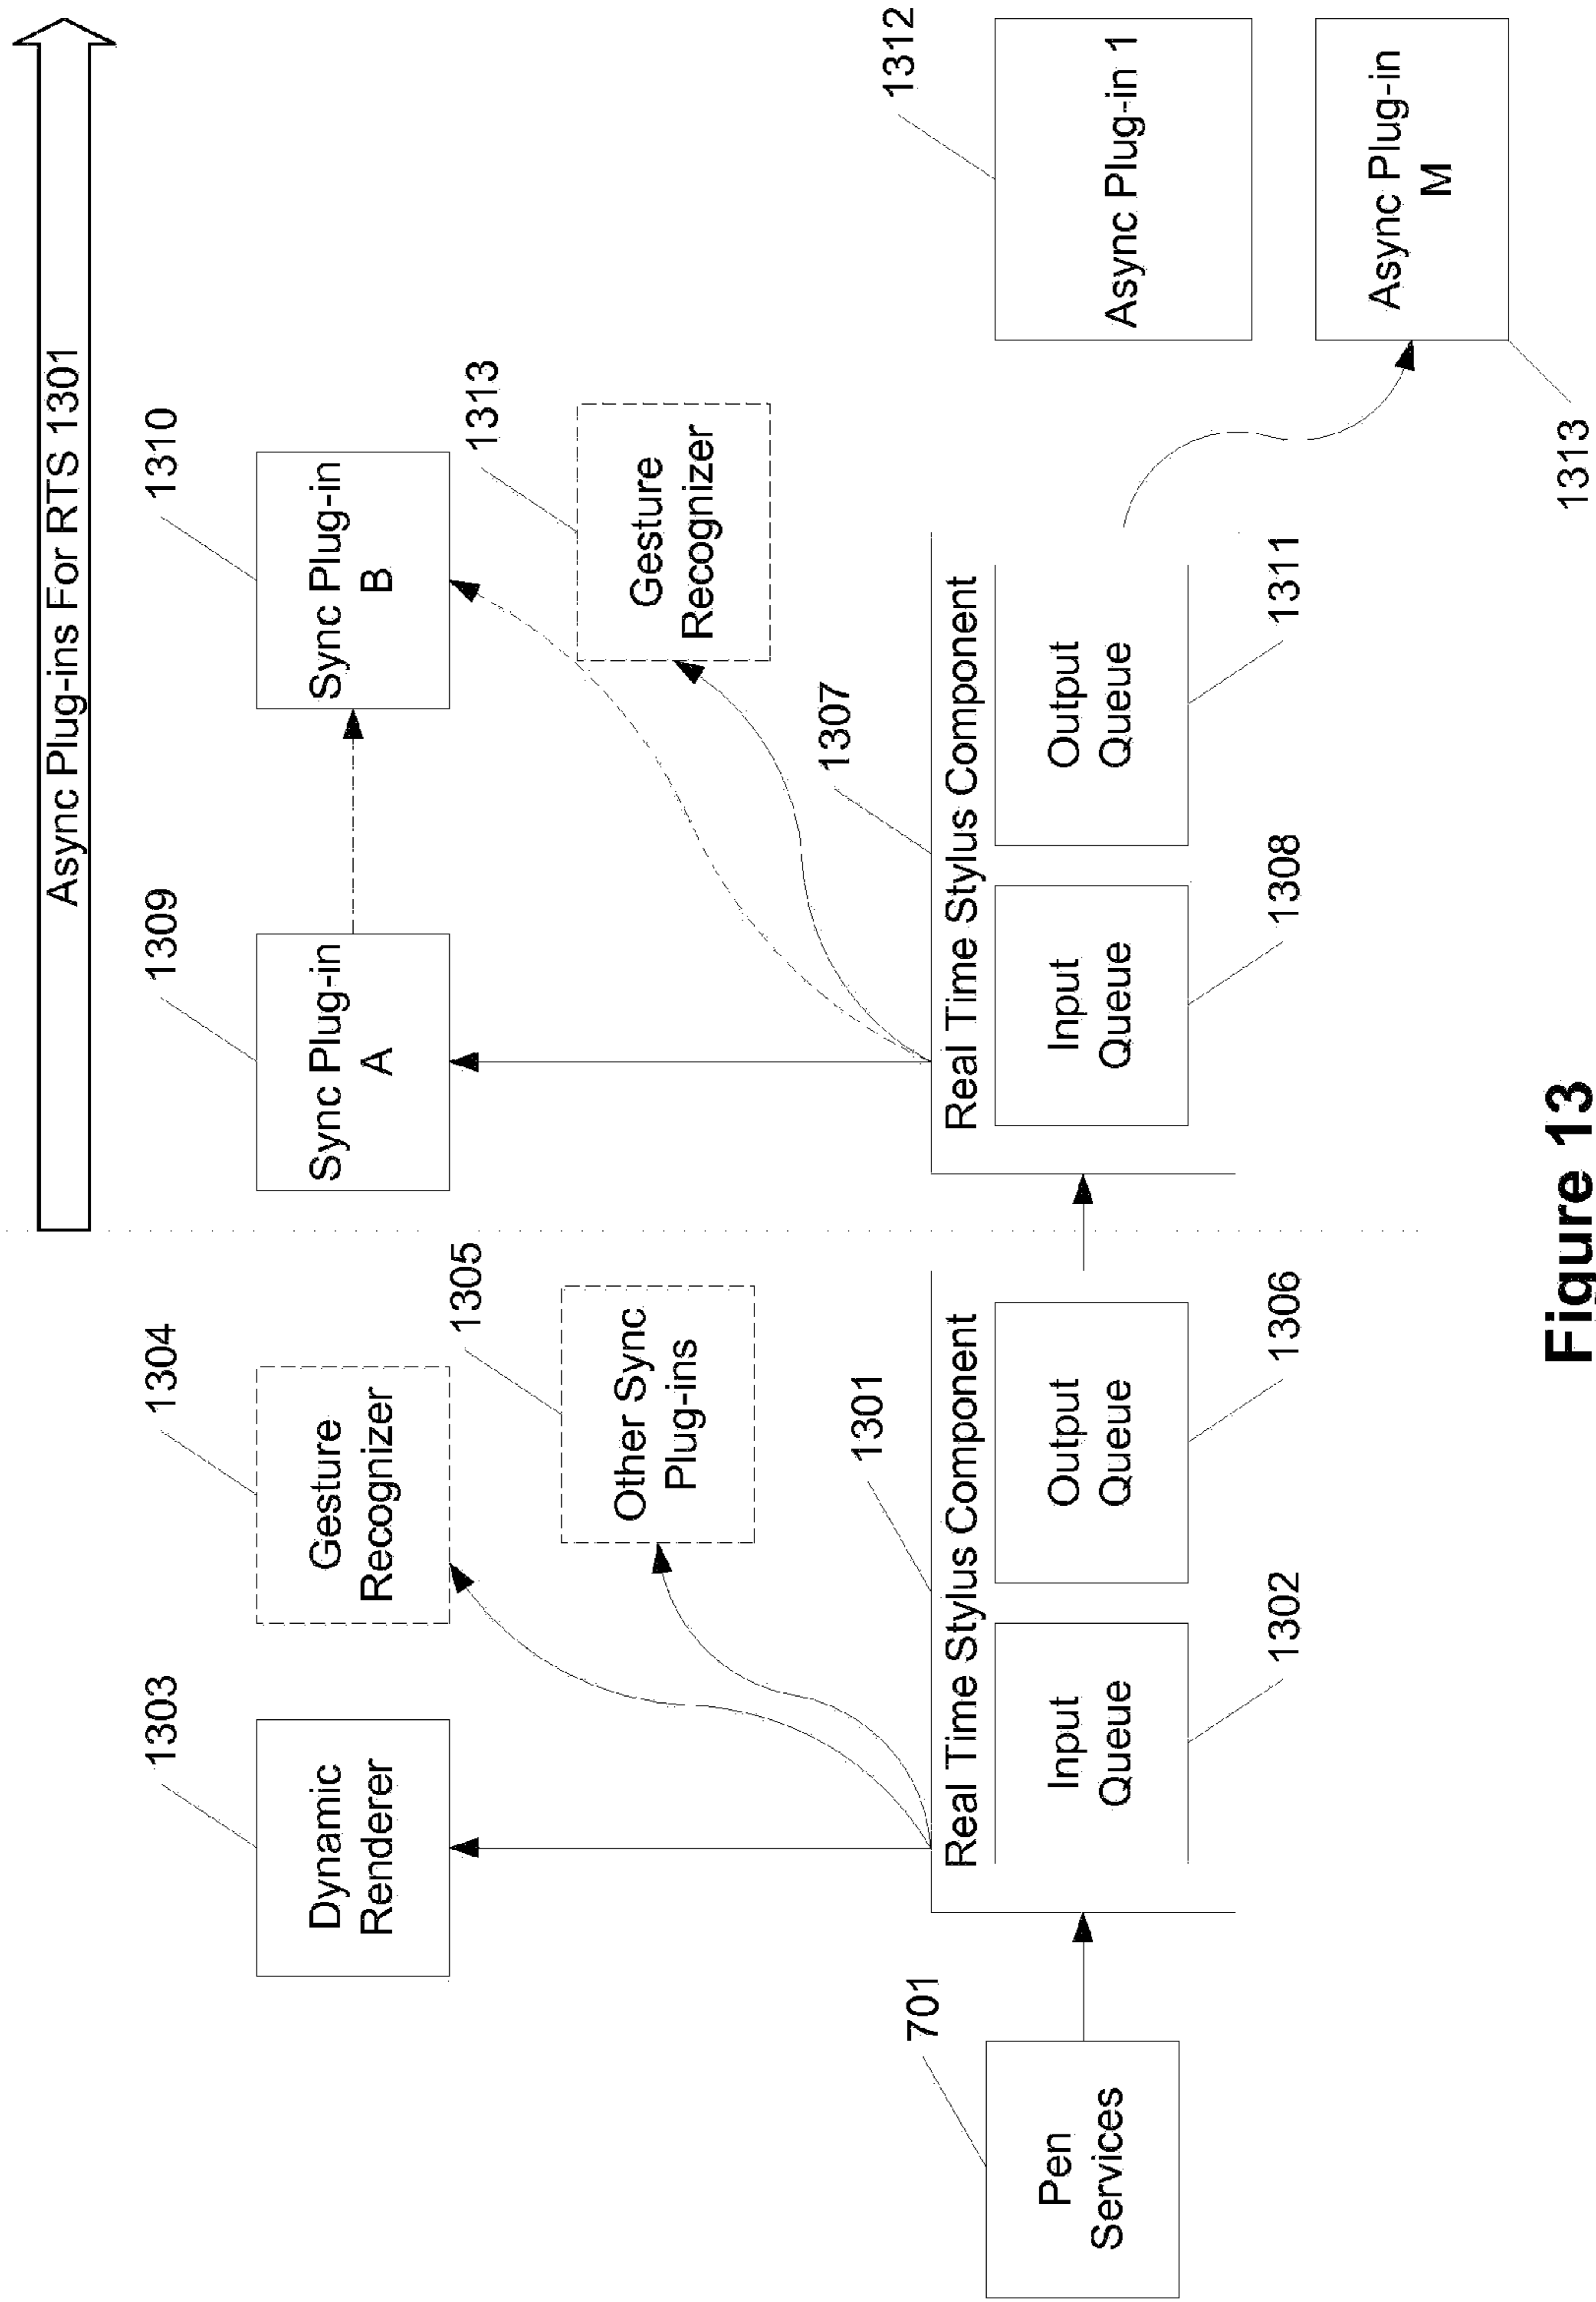 Async Plug-ins For RTS 1301
1303
Dynamic
Renderer
1304
Gesture
Recognizer
1305
Other Sync
Plug-ins
1309
Sync Plug-in
A
1310
Sync Plug-in
B
1313
Gesture
Recognizer
701
Pen
Services
1301
Real Time Stylus Component
Input
Queue
1302
Output
Queue
1306
1307
Real Time Stylus Component
Input
Queue
1308
Output
Queue
1311
1312
Async Plug-in 1
Async Plug-in
M
1313
Figure 13